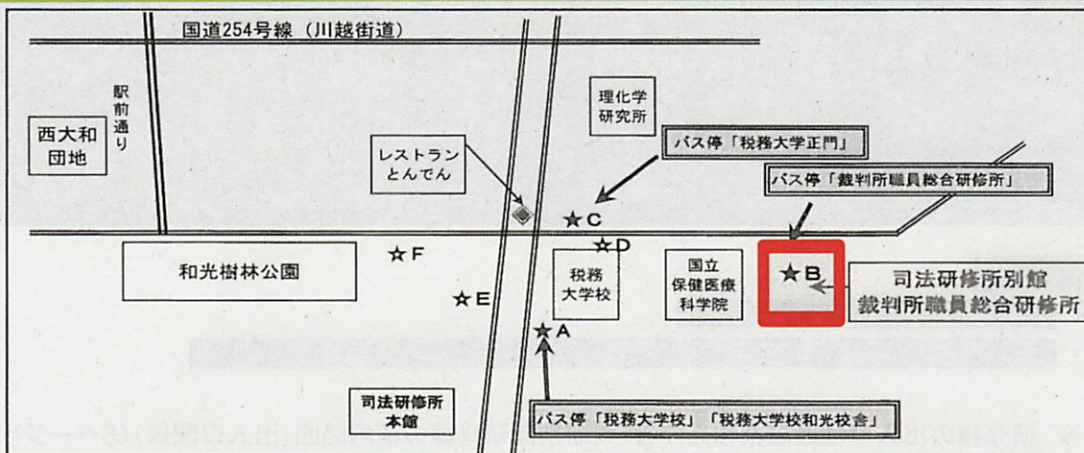 国道254号線（川越街道）
駅前通り
西大和
団地
理化学
研究所
レストラン
とんでん
バス停「税務大学正門」
バス停「裁判所職員総合研修所」
★C
☆D
☆F
和光樹林公園
税務
大学校
国立
保健医療
科学院
★B
司法研修所別館
裁判所職員総合研修所
☆E
★A
司法研修所
本館
バス停「税務大学校」「税務大学校和光校舎」